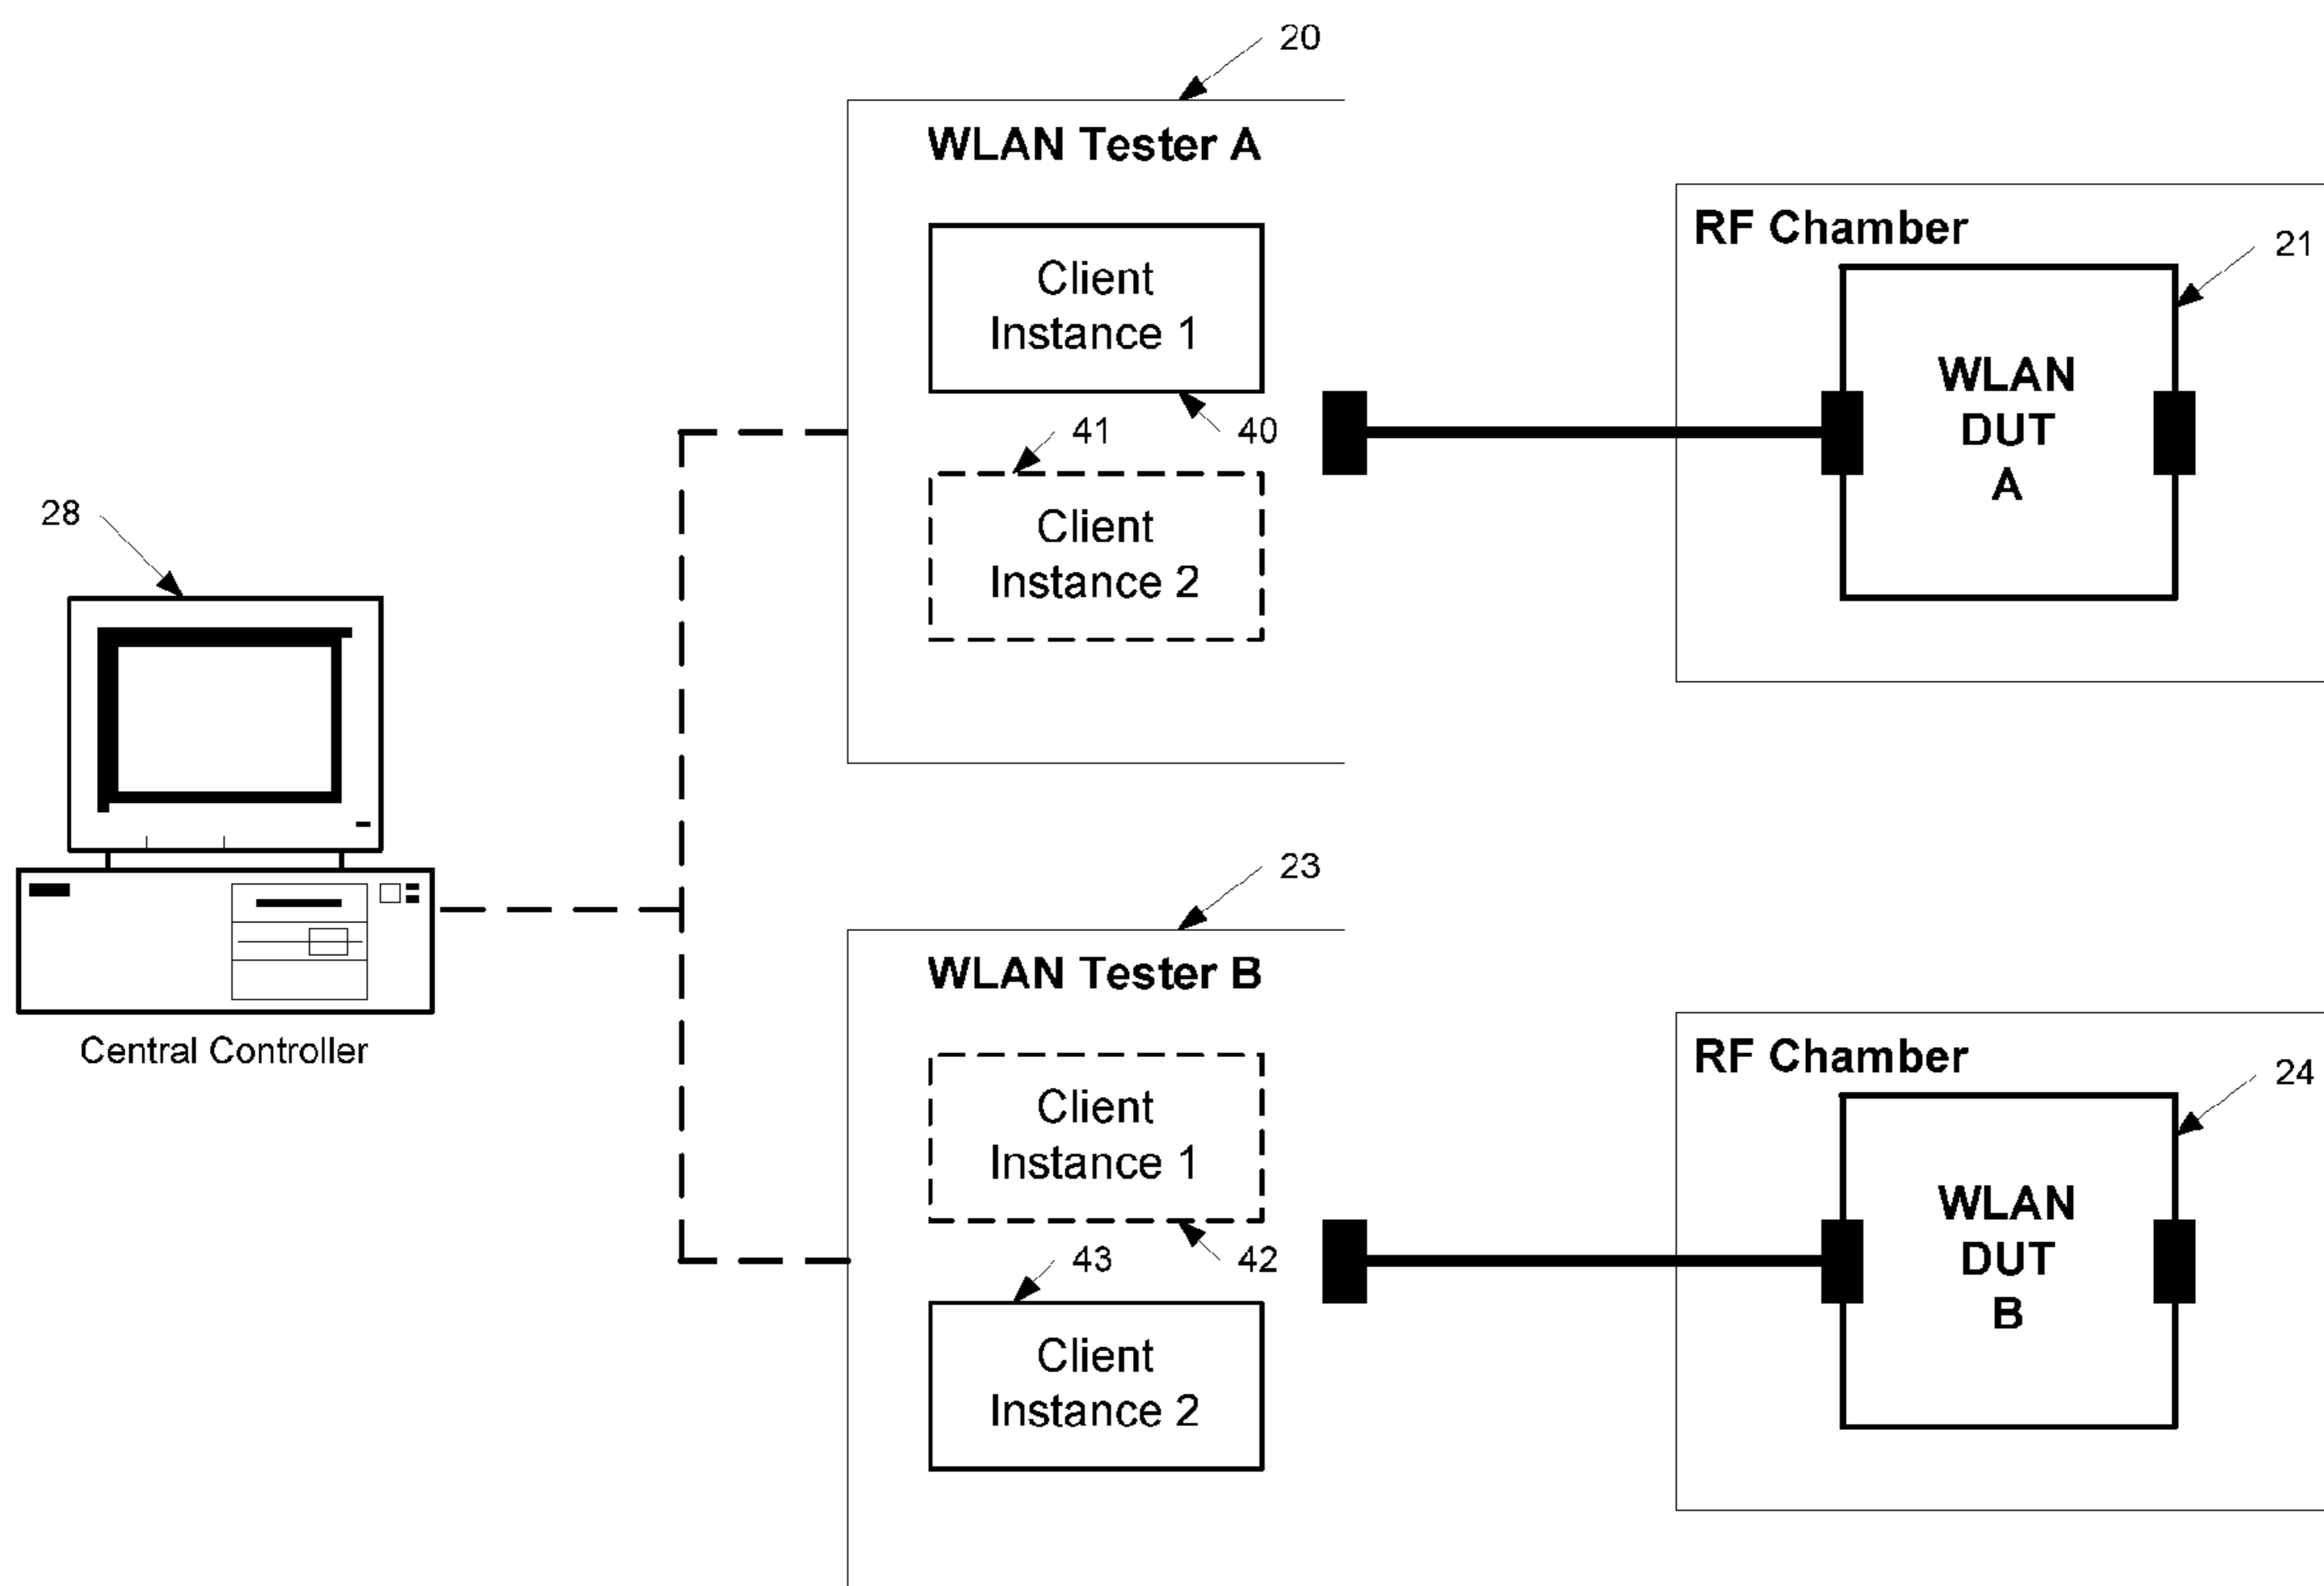 20
WLAN Tester A
RF Chamber
21
Client
Instance 1
WLAN
DUT
A
41
40
Client
Instance 2
28
23
WLAN Tester B
Central Controller
RF Chamber
24
Client
Instance 1
WLAN
DUT
B
43
42
Client
Instance 2